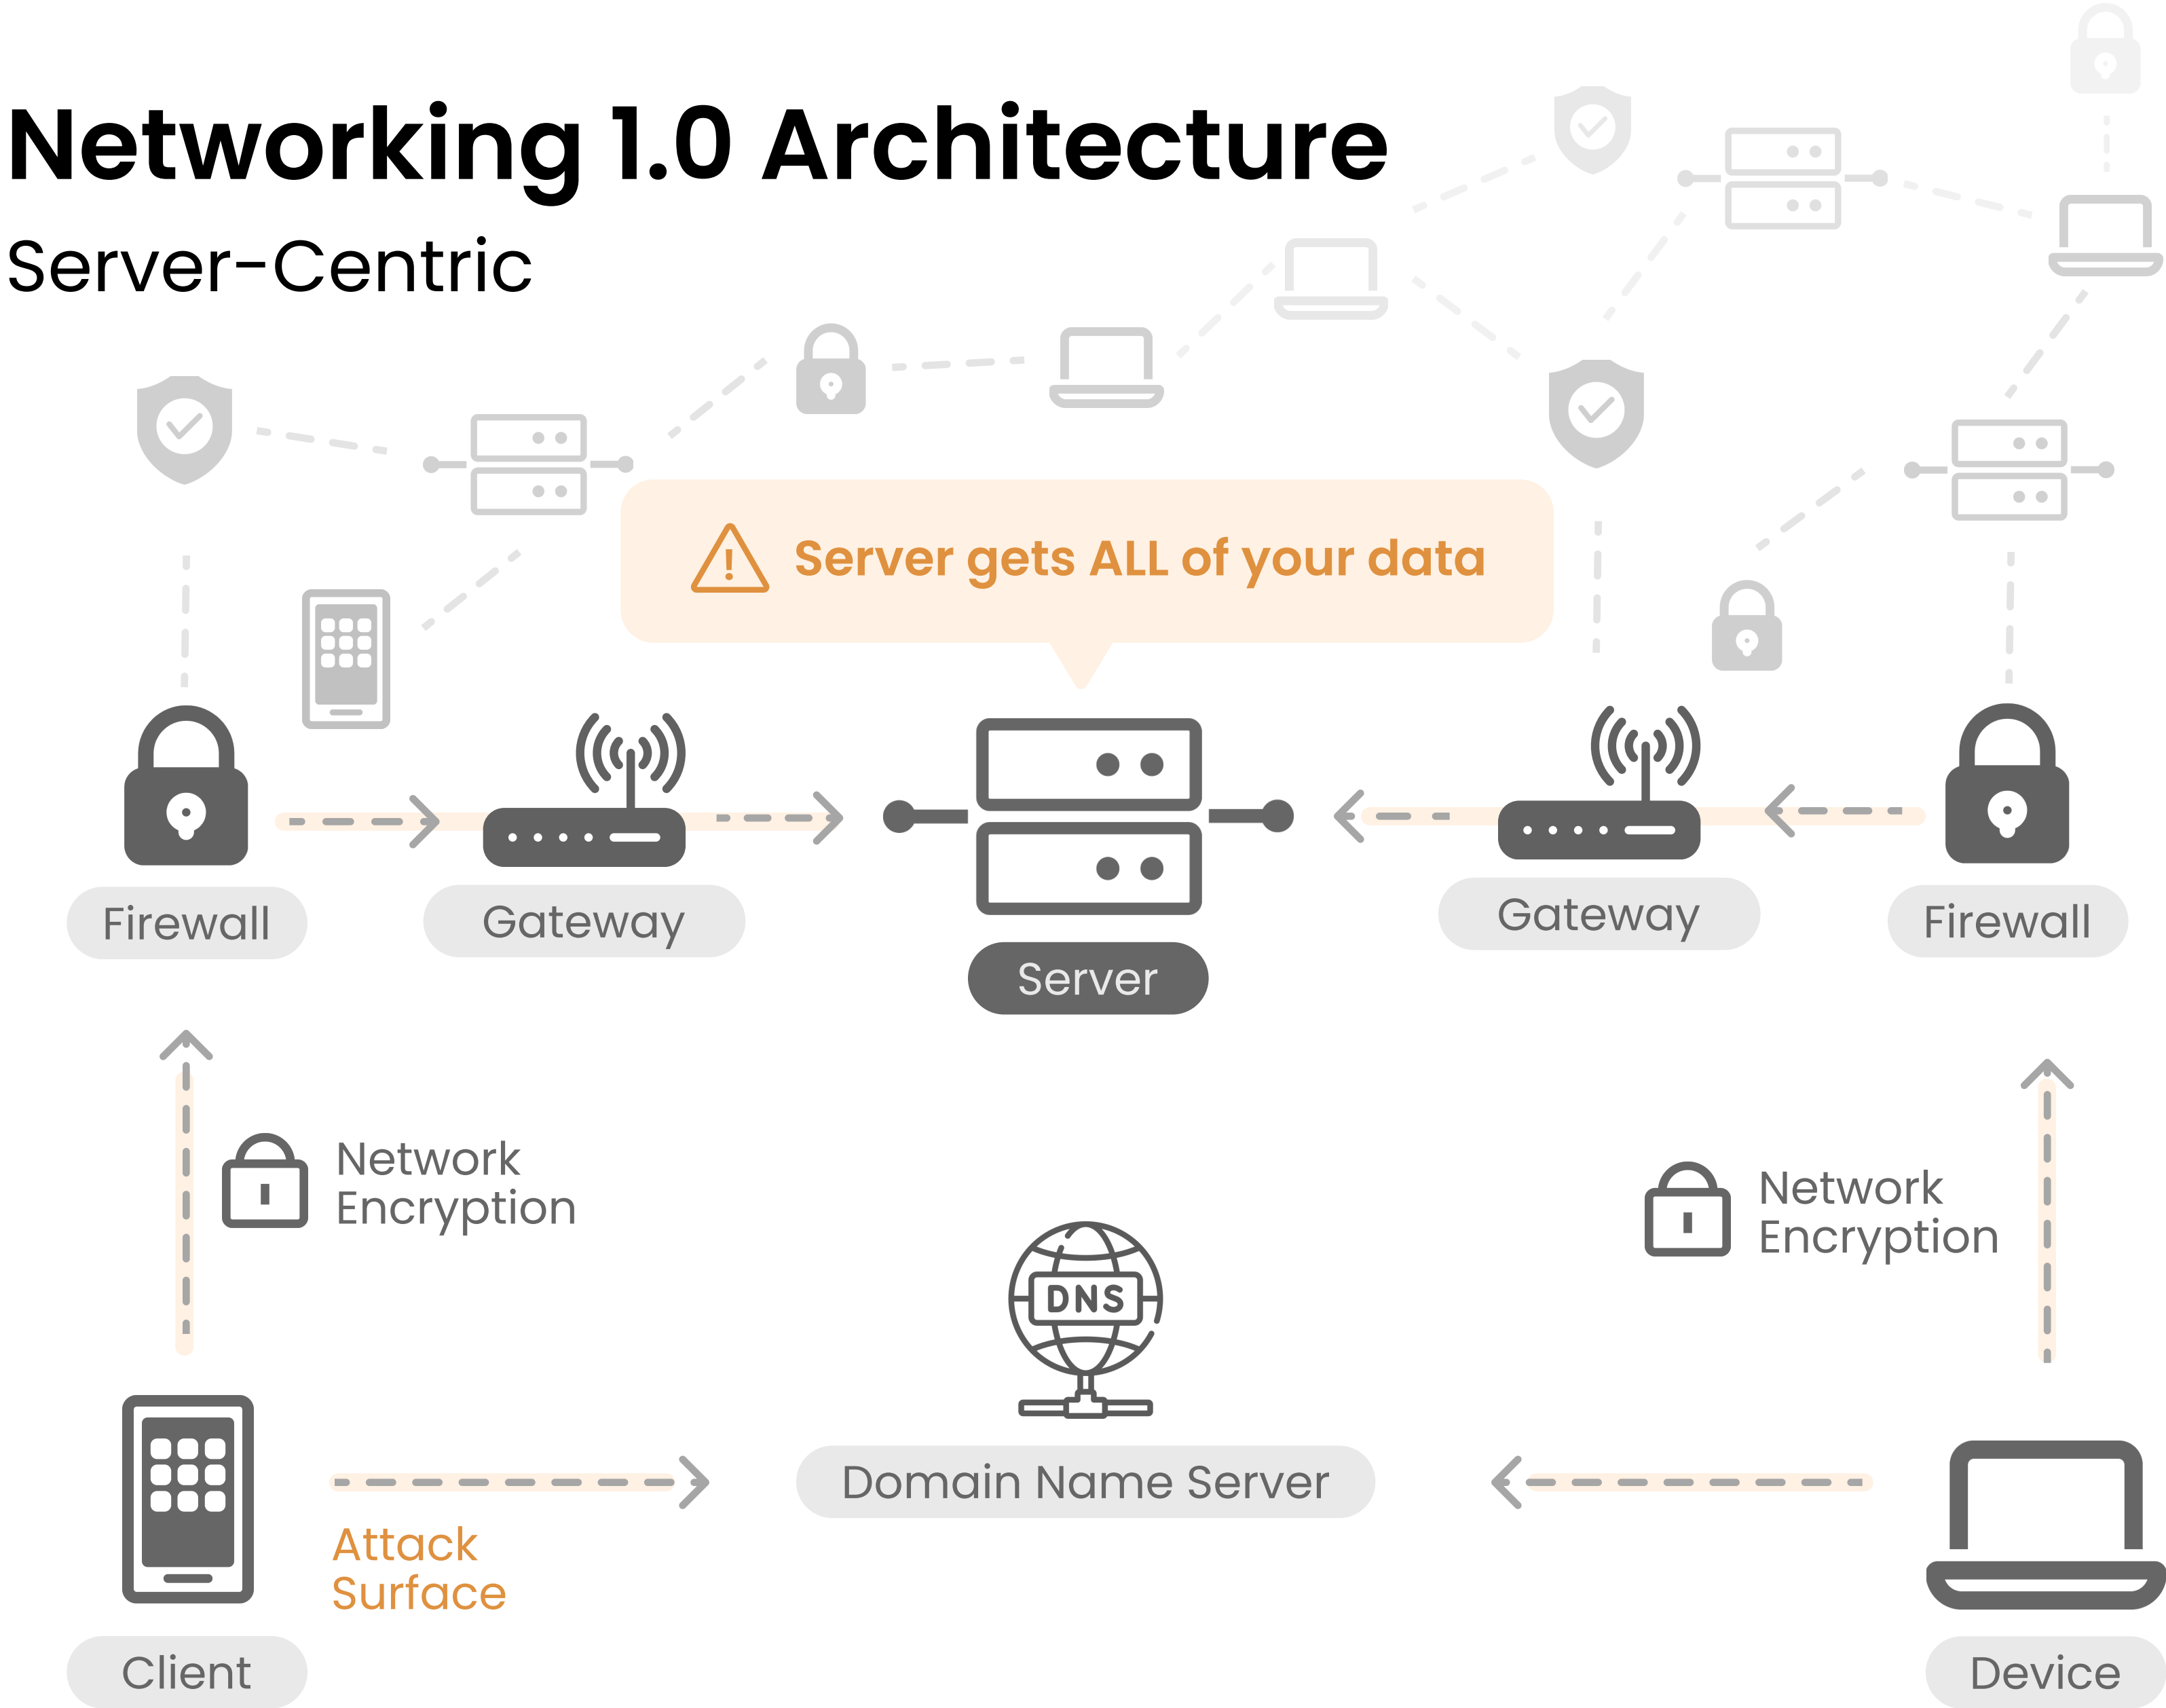 Networking 1.0 Architecture
Server-Centric
Server gets ALL of your data
Firewall
Gateway
Server
Gateway
Firewall
Network
Encryption
Network
Encryption
DNS
Domain Name Server
Attack
Surface
Client
Device